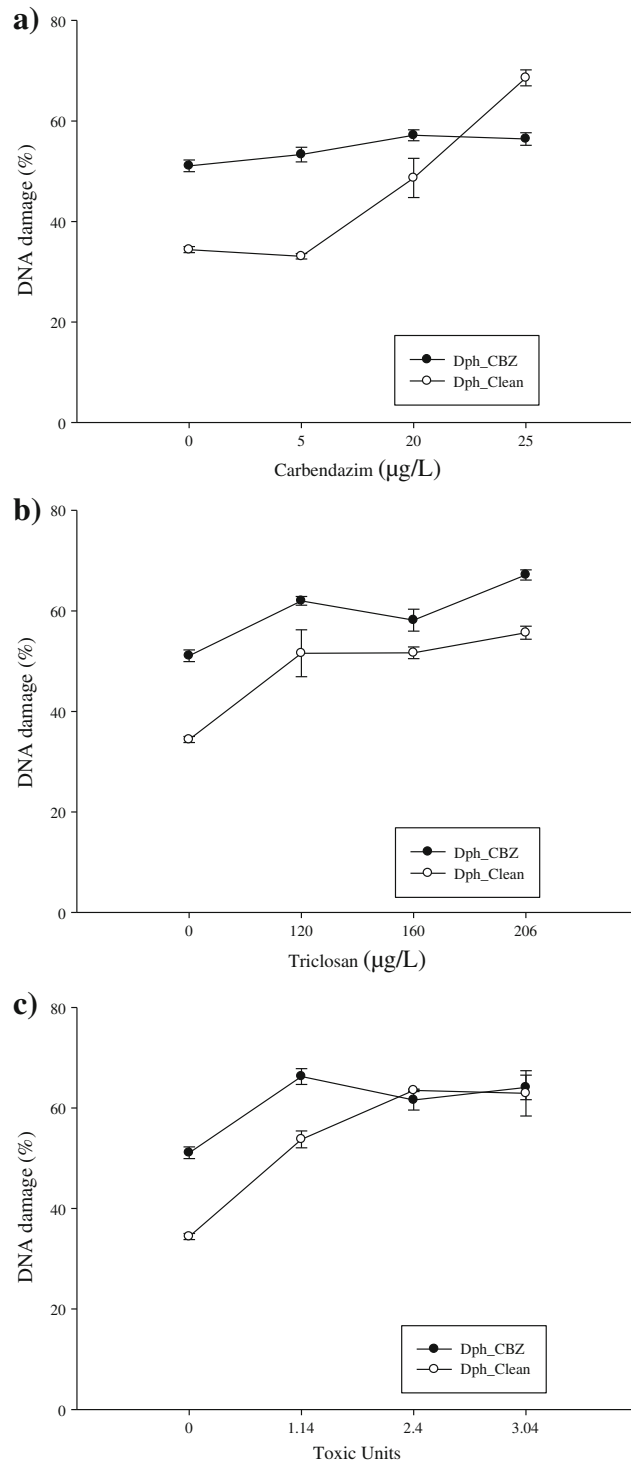 a)
80
60
40
20
0
DNA damage (%)
Dph_CBZ
Dph_Clean
0 5 20 25
Carbendazim (µg/L)
b)
80
60
40
20
0
DNA damage (%)
Dph_CBZ
Dph_Clean
0 120 160 206
Triclosan (µg/L)
c)
80
60
40
20
0
DNA damage (%)
Dph_CBZ
Dph_Clean
0 1.14 2.4 3.04
Toxic Units